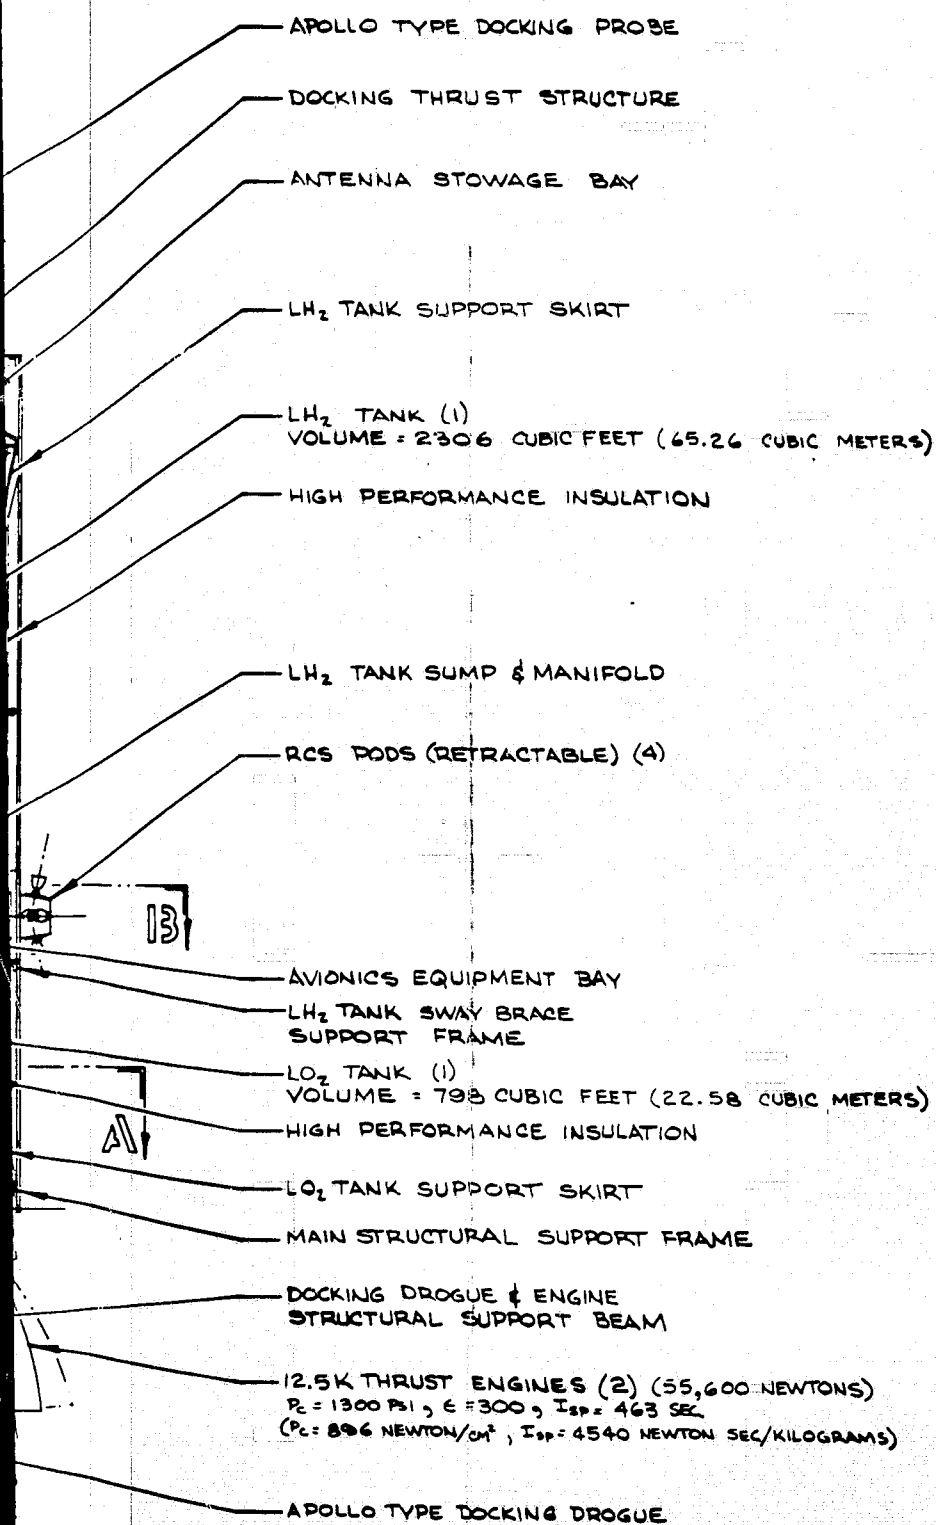 APOLLO TYPE DOCKING PROBE
DOCKING THRUST STRUCTURE
ANTENNA STOWAGE BAY
LH₂ TANK SUPPORT SKIRT
LH₂ TANK (1)
VOLUME = 2306 CUBIC FEET (65.26 CUBIC METERS)
HIGH PERFORMANCE INSULATION
LH₂ TANK SUMP & MANIFOLD
RCS PODS (RETRACTABLE) (4)
B
AVIONICS EQUIPMENT BAY
LH₂ TANK SWAY BRACE
SUPPORT FRAME
LO₂ TANK (1)
VOLUME = 798 CUBIC FEET (22.58 CUBIC METERS)
A
HIGH PERFORMANCE INSULATION
LO₂ TANK SUPPORT SKIRT
MAIN STRUCTURAL SUPPORT FRAME
DOCKING DROGUE & ENGINE
STRUCTURAL SUPPORT BEAM
12.5K THRUST ENGINES (2) (55,600 NEWTONS)
Pc = 1300 PSI, ε = 300, Isp = 463 SEC
(Pc = 896 NEWTON/cm², Isp = 4540 NEWTON SEC/KILOGRAMS)
APOLLO TYPE DOCKING DROGUE